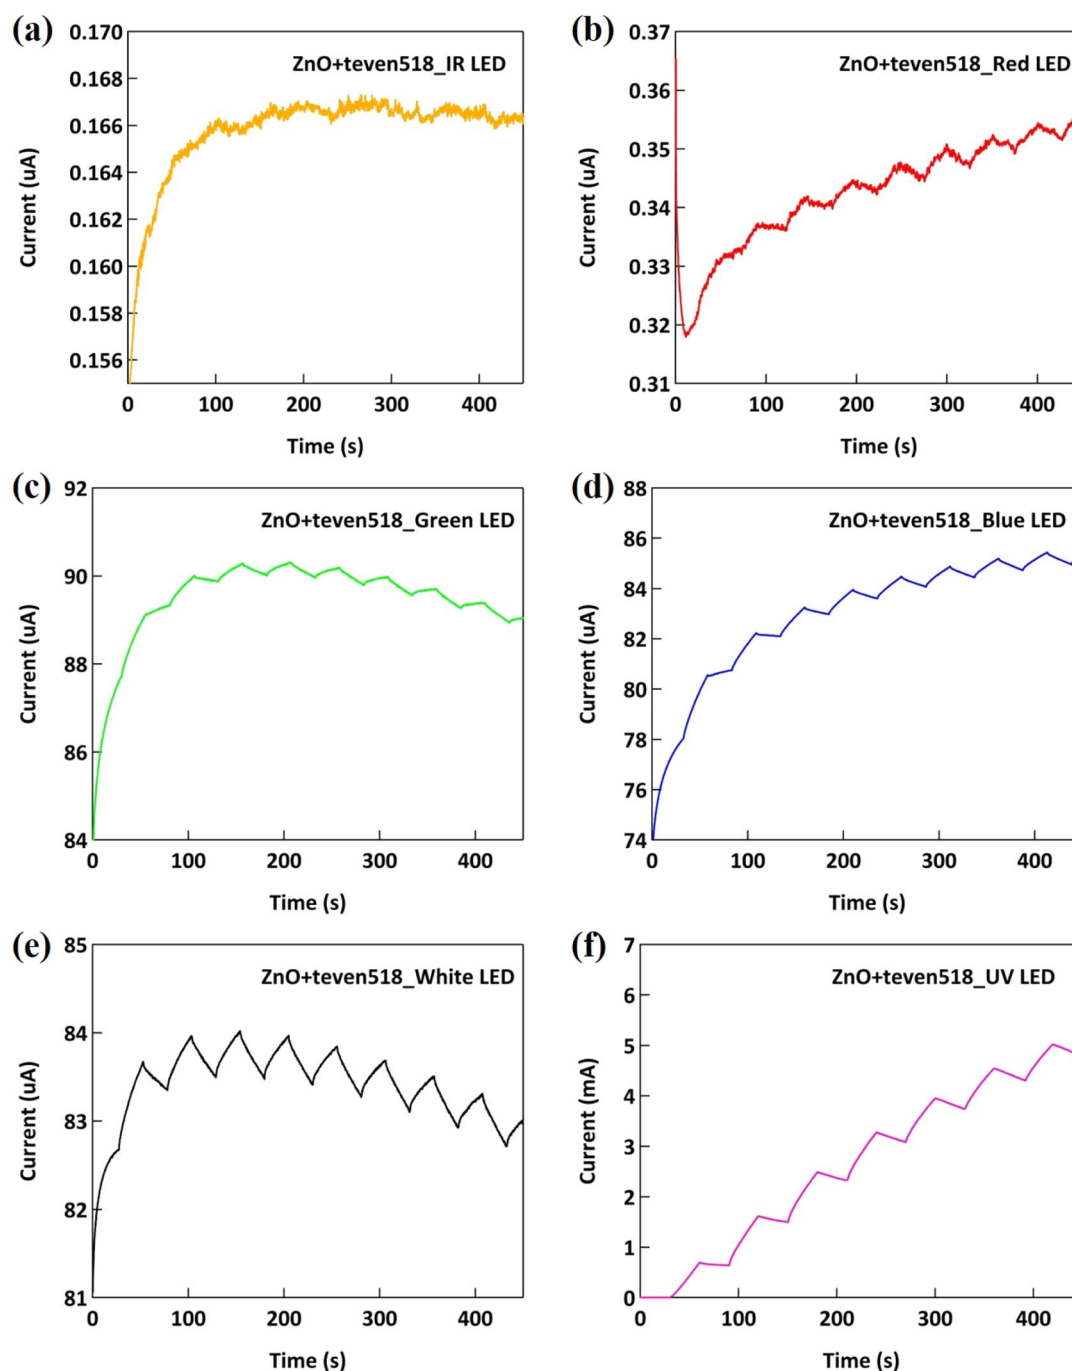 (a)
ZnO+teven518_IR LED
0.170
0.168
0.166
0.164
0.162
0.160
0.158
0.156
Current (uA)
0 100 200 300 400
Time (s)
(b)
ZnO+teven518_Red LED
0.37
0.36
0.35
0.34
0.33
0.32
0.31
Current (uA)
0 100 200 300 400
Time (s)
(c)
ZnO+teven518_Green LED
92
90
88
86
84
Current (uA)
0 100 200 300 400
Time (s)
(d)
ZnO+teven518_Blue LED
88
86
84
82
80
78
76
74
Current (uA)
0 100 200 300 400
Time (s)
(e)
ZnO+teven518_White LED
85
84
83
82
81
Current (uA)
0 100 200 300 400
Time (s)
(f)
ZnO+teven518_UV LED
7
6
5
4
3
2
1
0
Current (mA)
0 100 200 300 400
Time (s)